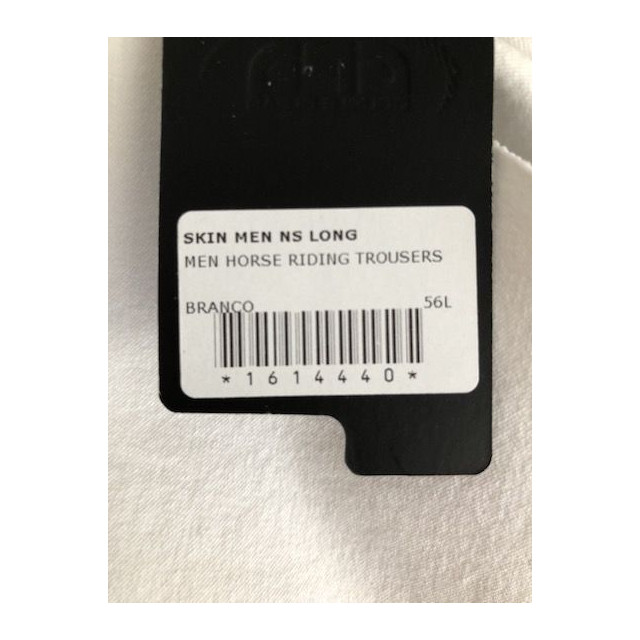 SKIN MEN NS LONG
MEN HORSE RIDING TROUSERS
BRANCO 56L
*1614440*